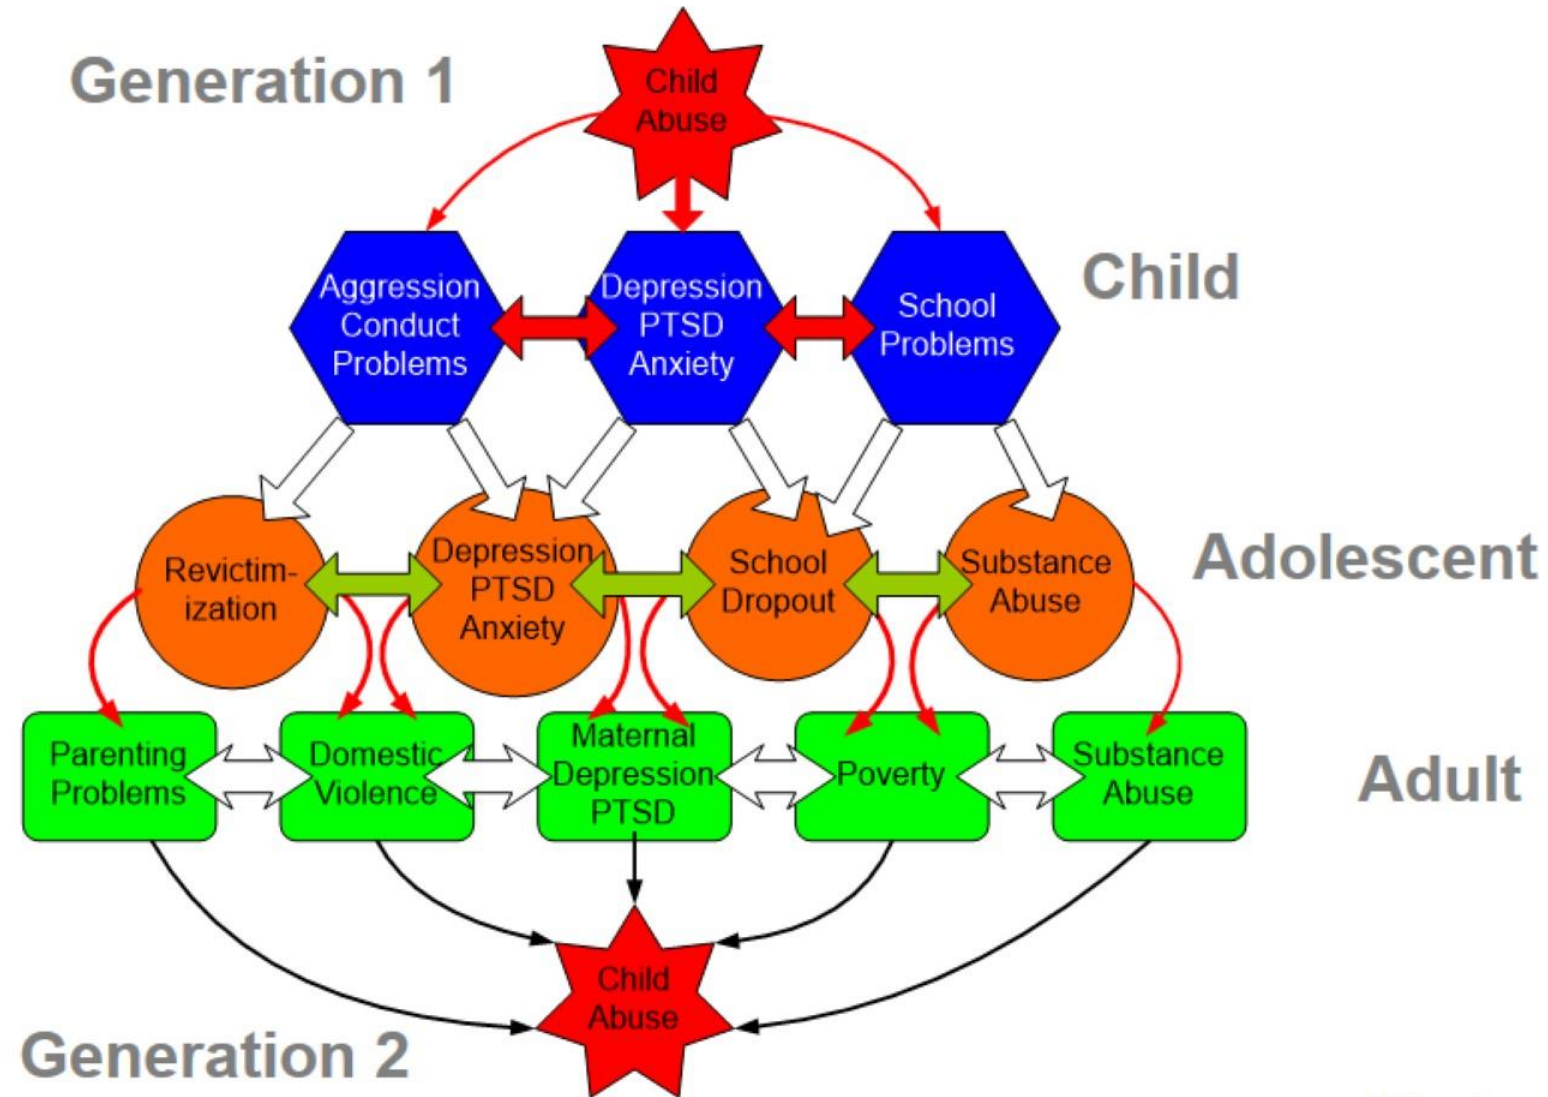 Generation 1
Child
Abuse
Aggression
Conduct
Problems
Depression
PTSD
Anxiety
School
Problems
Child
Revictim-
ization
Depression
PTSD
Anxiety
School
Dropout
Substance
Abuse
Adolescent
Parenting
Problems
Domestic
Violence
Maternal
Depression
PTSD
Poverty
Substance
Abuse
Adult
Child
Abuse
Generation 2